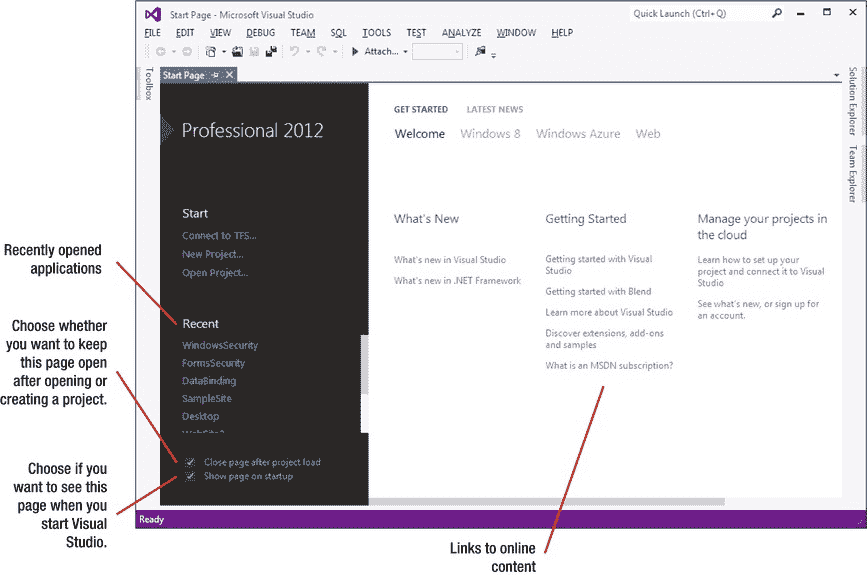 Start Page - Microsoft Visual Studio
Quick Launch (Ctrl+Q)
FILE EDIT VIEW DEBUG TEAM SQL TOOLS TEST ANALYZE WINDOW HELP
Attach...
Toolbox
Start Page
Solution Explorer
Team Explorer
Professional 2012
GET STARTED LATEST NEWS
Welcome Windows 8 Windows Azure Web
Start
Connect to TFS...
New Project...
Open Project...
What's New
What's new in Visual Studio
What's new in .NET Framework
Getting Started
Getting started with Visual
Studio
Getting started with Blend
Learn more about Visual Studio
Discover extensions, add-ons
and samples
What is an MSDN subscription?
Manage your projects in
the cloud
Learn how to set up your
project and connect it to Visual
Studio
See what's new, or sign up for
an account.
Recent
WindowsSecurity
FormsSecurity
DataBinding
SampleSite
Desktop
Close page after project load
Show page on startup
Ready
Recently opened
applications
Choose whether
you want to keep
this page open
after opening or
creating a project.
Choose if you
want to see this
page when you
start Visual
Studio.
Links to online
content